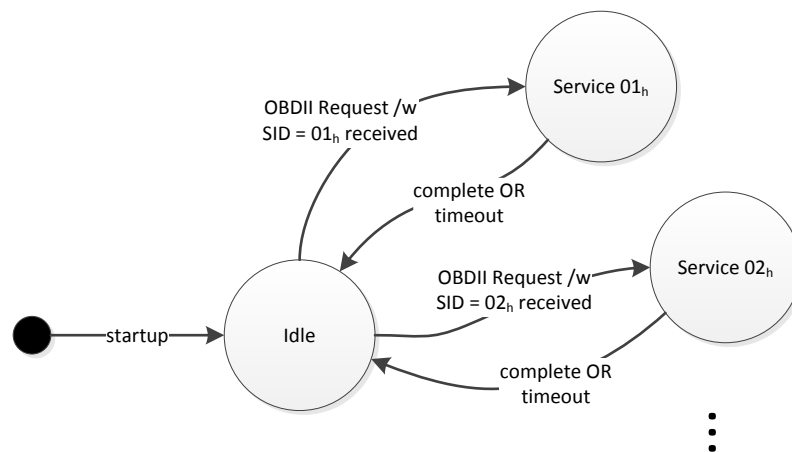 Service 01ₕ
OBDII Request /w
SID = 01ₕ received
complete OR
timeout
Service 02ₕ
OBDII Request /w
SID = 02ₕ received
startup
Idle
complete OR
timeout